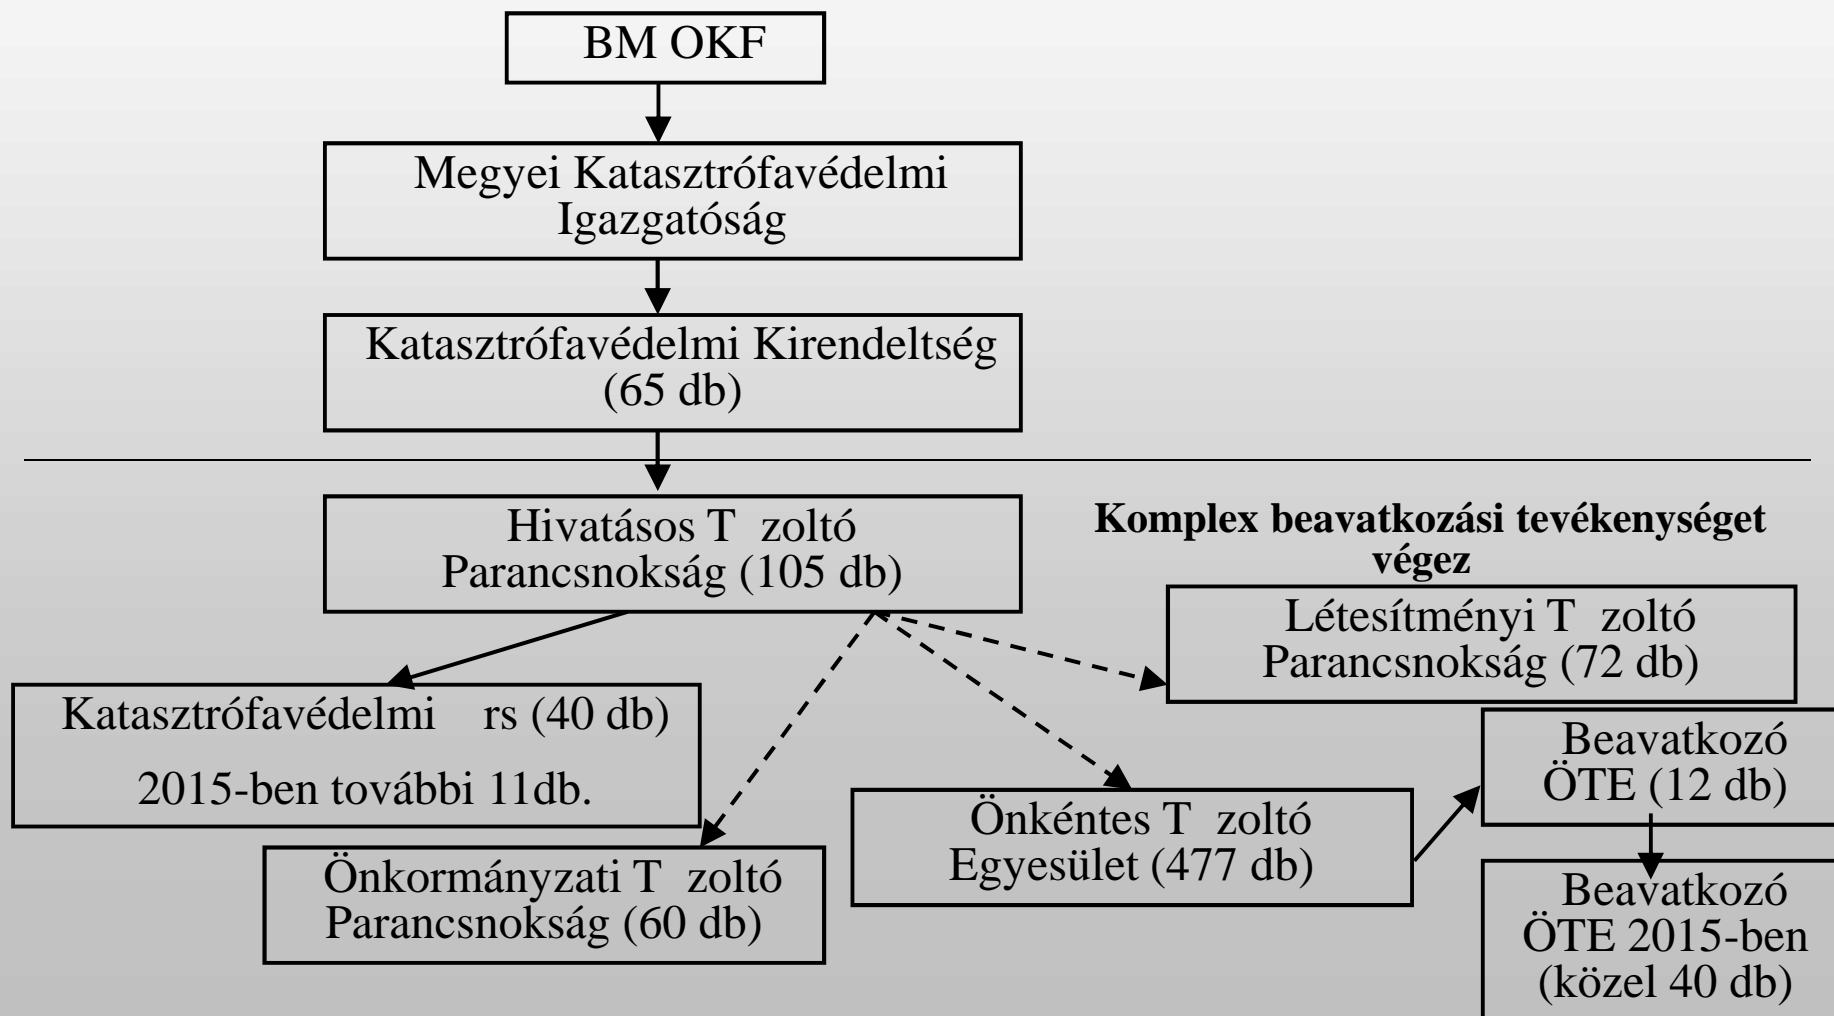 BM OKF
Megyei Katasztrófavédelmi
Igazgatóság
Katasztrófavédelmi Kirendeltség
(65 db)
Hivatásos T zoltó
Parancsnokság (105 db)
Komplex beavatkozási tevékenységet
végez
Létesítményi T zoltó
Parancsnokság (72 db)
Katasztrófavédelmi rs (40 db)
2015-ben további 11db.
Beavatkozó
ÖTE (12 db)
Önkéntes T zoltó
Egyesület (477 db)
Önkormányzati T zoltó
Parancsnokság (60 db)
Beavatkozó
ÖTE 2015-ben
(közel 40 db)